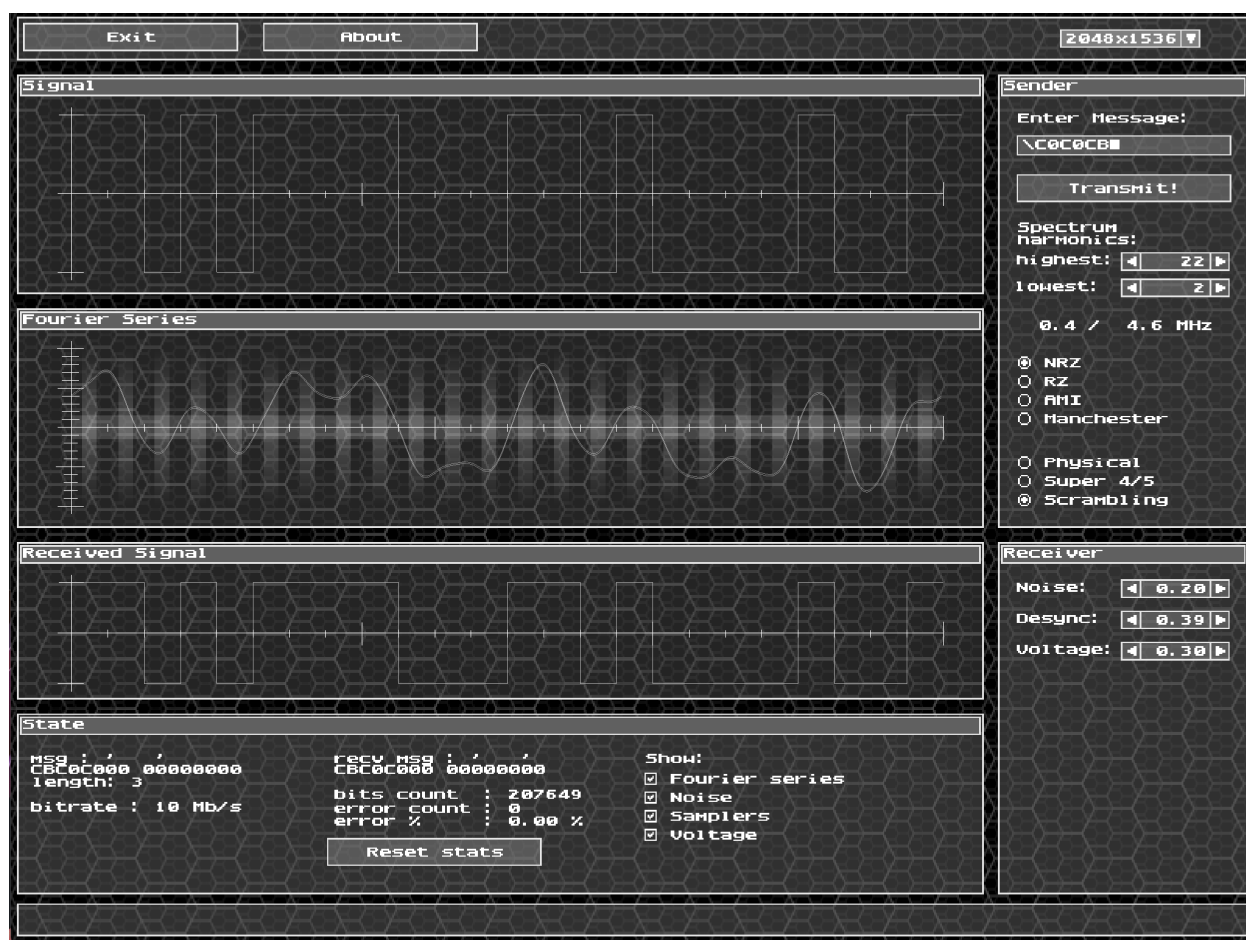 Exit
About
2048x1536
Signal
Sender
Enter Message:
\C0C0CB
Transmit!
Spectrum
harmonics:
highest: 22
lowest: 2
0.4 / 4.6 MHz
NRZ
RZ
AMI
Manchester
Physical
Super 4/5
Scrambling
Fourier Series
Received Signal
Receiver
Noise: 0.20
Desync: 0.39
Voltage: 0.30
State
msg : ' '
CBC0C000 00000000
length: 3
bitrate : 10 Mb/s
recv msg : ' '
CBC0C000 00000000
bits count : 207649
error count : 0
error % : 0.00 %
Reset stats
Show:
Fourier series
Noise
Samplers
Voltage